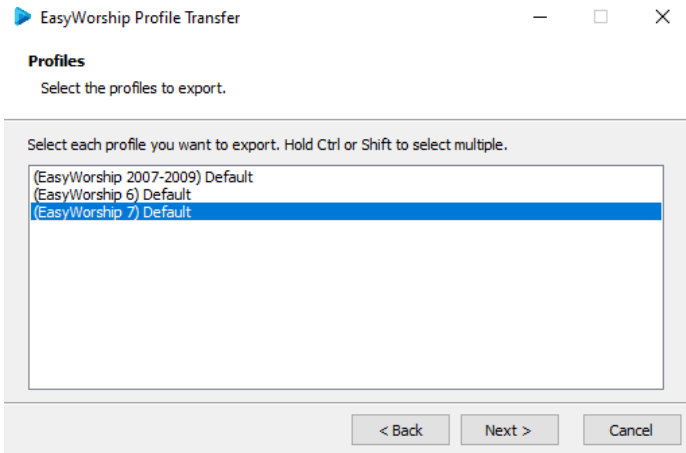 EasyWorship Profile Transfer
Profiles
Select the profiles to export.
Select each profile you want to export. Hold Ctrl or Shift to select multiple.
(EasyWorship 2007-2009) Default
(EasyWorship 6) Default
(EasyWorship 7) Default
< Back Next > Cancel